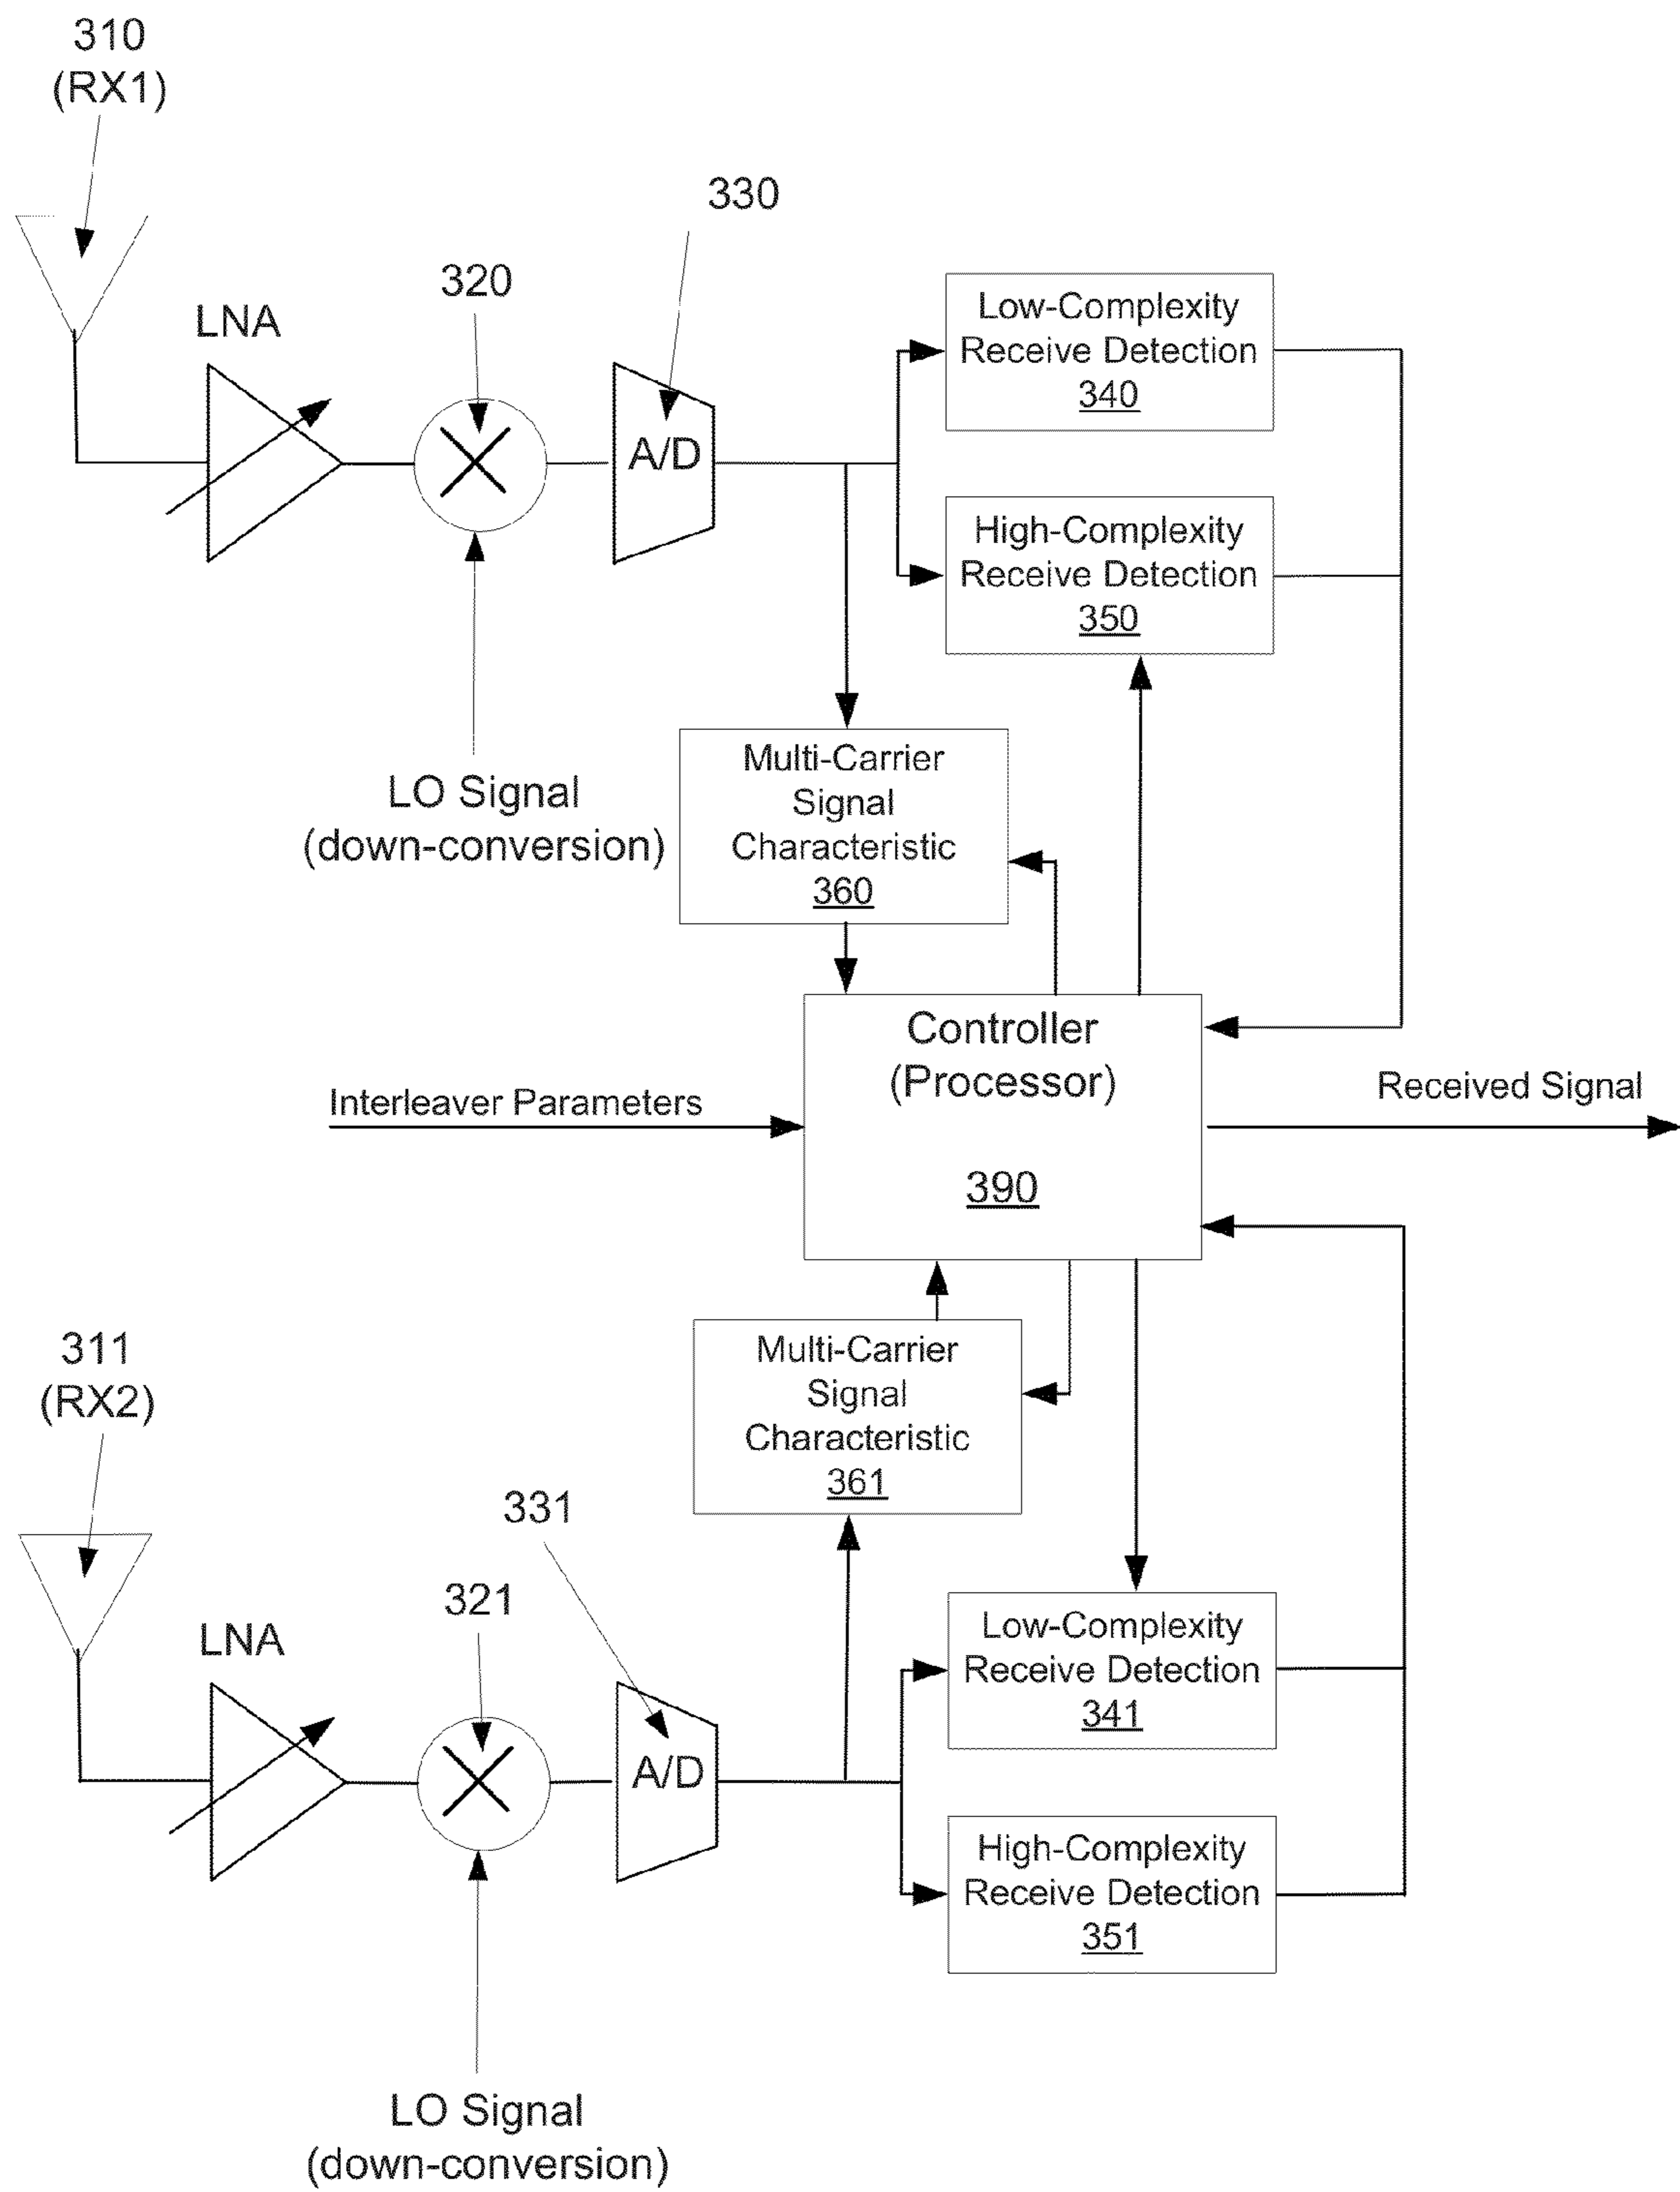 310
(RX1)
330
320
LNA
A/D
Low-Complexity
Receive Detection
340
High-Complexity
Receive Detection
350
LO Signal
(down-conversion)
Multi-Carrier
Signal
Characteristic
360
Controller
(Processor)
390
Interleaver Parameters
Received Signal
311
(RX2)
Multi-Carrier
Signal
Characteristic
361
331
321
LNA
A/D
Low-Complexity
Receive Detection
341
High-Complexity
Receive Detection
351
LO Signal
(down-conversion)